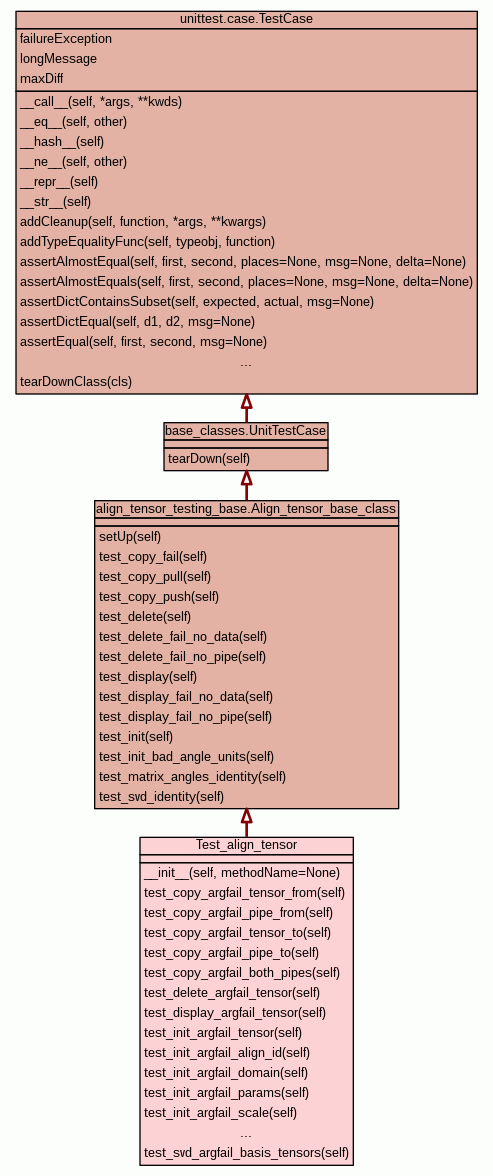 unittest.case.TestCase
failureException
longMessage
maxDiff
__call__(self, *args, **kwds)
__eq__(self, other)
__hash__(self)
__ne__(self, other)
__repr__(self)
__str__(self)
addCleanup(self, function, *args, **kwargs)
addTypeEqualityFunc(self, typeobj, function)
assertAlmostEqual(self, first, second, places=None, msg=None, delta=None)
assertAlmostEquals(self, first, second, places=None, msg=None, delta=None)
assertDictContainsSubset(self, expected, actual, msg=None)
assertDictEqual(self, d1, d2, msg=None)
assertEqual(self, first, second, msg=None)
...
tearDownClass(cls)
base_classes.UnitTestCase
tearDown(self)
align_tensor_testing_base.Align_tensor_base_class
setUp(self)
test_copy_fail(self)
test_copy_pull(self)
test_copy_push(self)
test_delete(self)
test_delete_fail_no_data(self)
test_delete_fail_no_pipe(self)
test_display(self)
test_display_fail_no_data(self)
test_display_fail_no_pipe(self)
test_init(self)
test_init_bad_angle_units(self)
test_matrix_angles_identity(self)
test_svd_identity(self)
Test_align_tensor
__init__(self, methodName=None)
test_copy_argfail_tensor_from(self)
test_copy_argfail_pipe_from(self)
test_copy_argfail_tensor_to(self)
test_copy_argfail_pipe_to(self)
test_copy_argfail_both_pipes(self)
test_delete_argfail_tensor(self)
test_display_argfail_tensor(self)
test_init_argfail_tensor(self)
test_init_argfail_align_id(self)
test_init_argfail_domain(self)
test_init_argfail_params(self)
test_init_argfail_scale(self)
...
test_svd_argfail_basis_tensors(self)